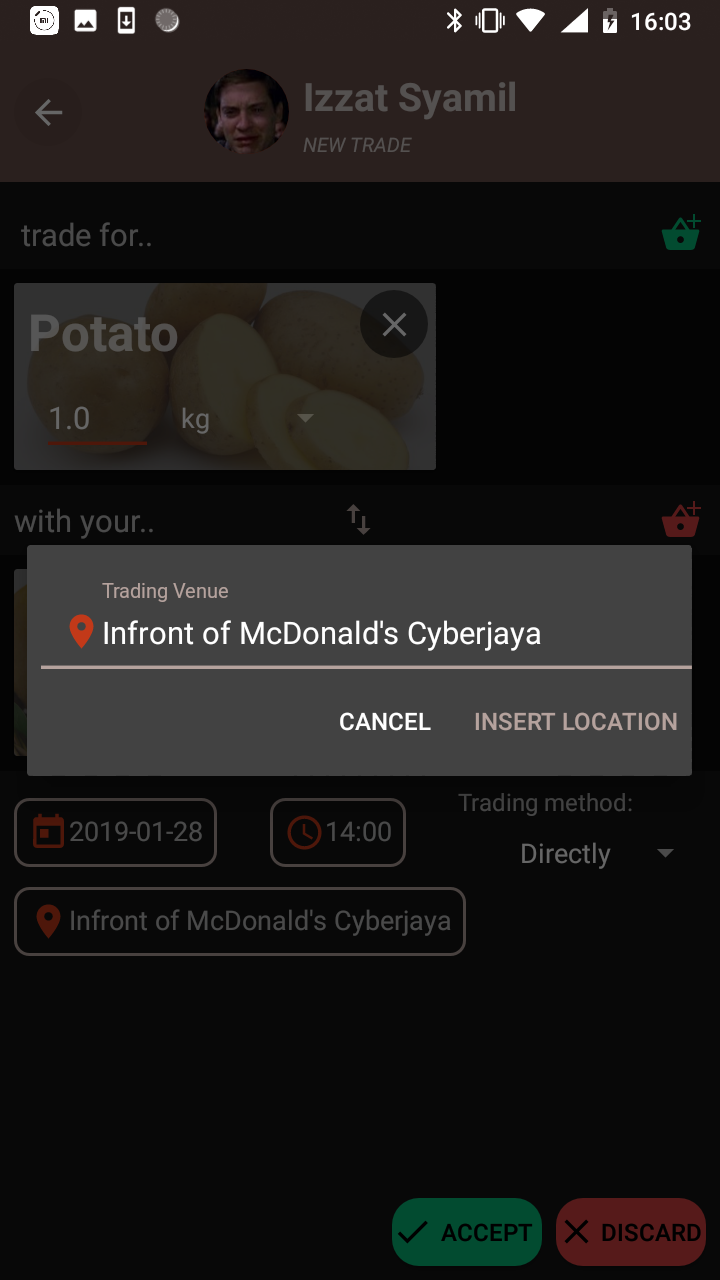 16:03
Izzat Syamil
NEW TRADE
trade for..
Potato
1.0 kg
with your..
Trading Venue
Infront of McDonald's Cyberjaya
CANCEL INSERT LOCATION
Trading method:
2019-01-28 14:00 Directly
Infront of McDonald's Cyberjaya
ACCEPT DISCARD